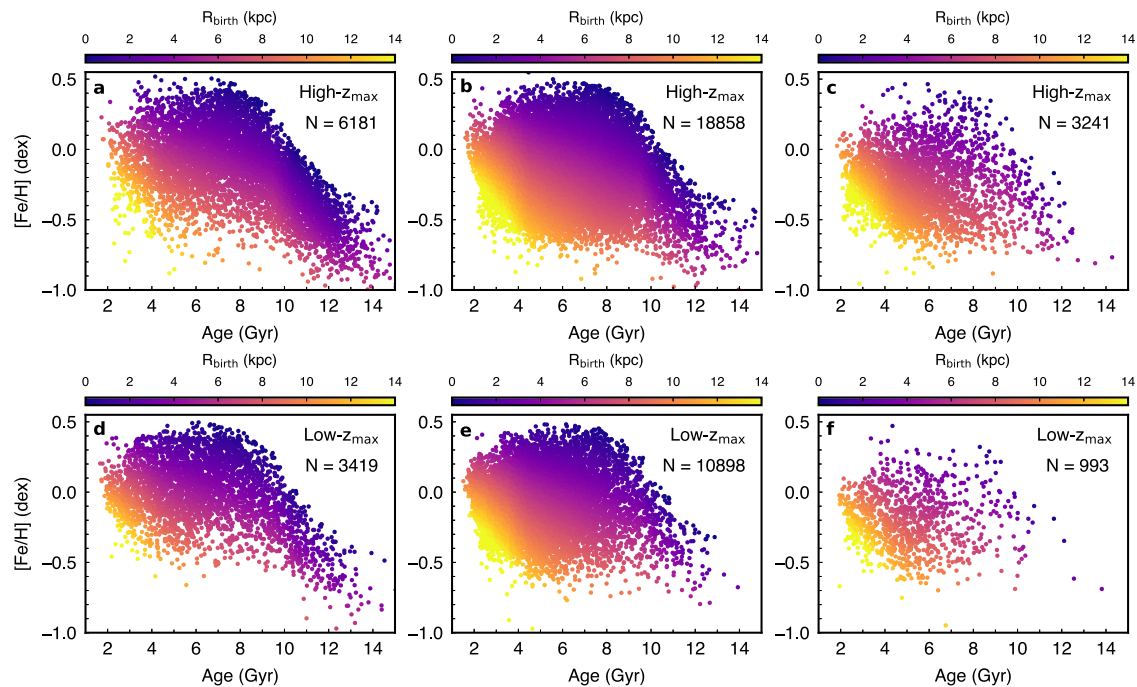 R_birth (kpc) R_birth (kpc) R_birth (kpc)
0 2 4 6 8 10 12 14 0 2 4 6 8 10 12 14 0 2 4 6 8 10 12 14
a High-z_max b High-z_max c High-z_max
N = 6181 N = 18858 N = 3241
[Fe/H] (dex)
0.5
0.0
−0.5
−1.0
0.5
0.0
−0.5
−1.0
0.5
0.0
−0.5
−1.0
2 4 6 8 10 12 14 2 4 6 8 10 12 14 2 4 6 8 10 12 14
Age (Gyr) Age (Gyr) Age (Gyr)
R_birth (kpc) R_birth (kpc) R_birth (kpc)
0 2 4 6 8 10 12 14 0 2 4 6 8 10 12 14 0 2 4 6 8 10 12 14
d Low-z_max e Low-z_max f Low-z_max
N = 3419 N = 10898 N = 993
[Fe/H] (dex)
0.5
0.0
−0.5
−1.0
0.5
0.0
−0.5
−1.0
0.5
0.0
−0.5
−1.0
2 4 6 8 10 12 14 2 4 6 8 10 12 14 2 4 6 8 10 12 14
Age (Gyr) Age (Gyr) Age (Gyr)